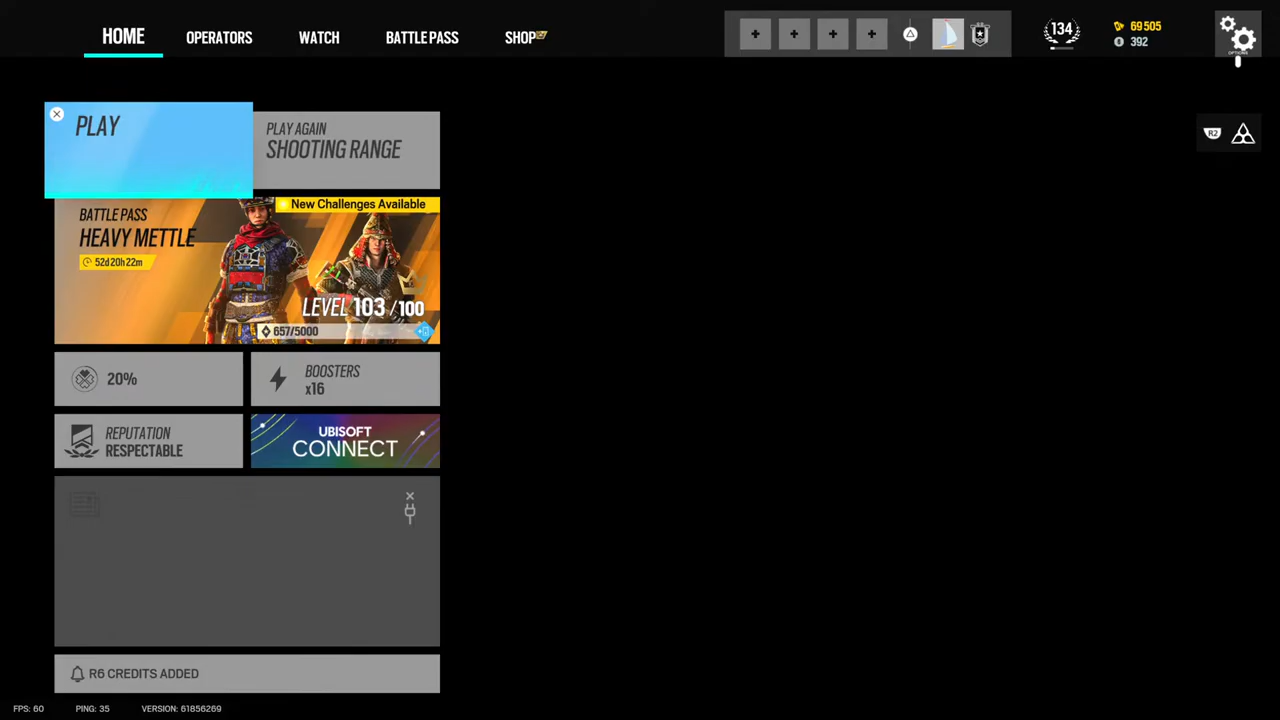 HOME
OPERATORS
WATCH
BATTLE PASS
SHOP
134
69 505
392
OPTIONS
PLAY
PLAY AGAIN
SHOOTING RANGE
R2
BATTLE PASS
HEAVY METTLE
52d 20h 22m
New Challenges Available
LEVEL 103 /100
657/5000
20%
BOOSTERS
x16
REPUTATION
RESPECTABLE
UBISOFT
CONNECT
R6 CREDITS ADDED
FPS: 60
PING: 35
VERSION: 61856269